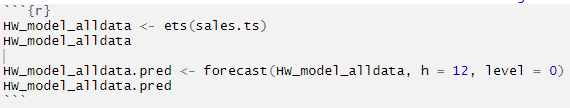 ```{r}
HW_model_alldata <- ets(sales.ts)
HW_model_alldata
HW_model_alldata.pred <- forecast(HW_model_alldata, h = 12, level = 0)
HW_model_alldata.pred
```